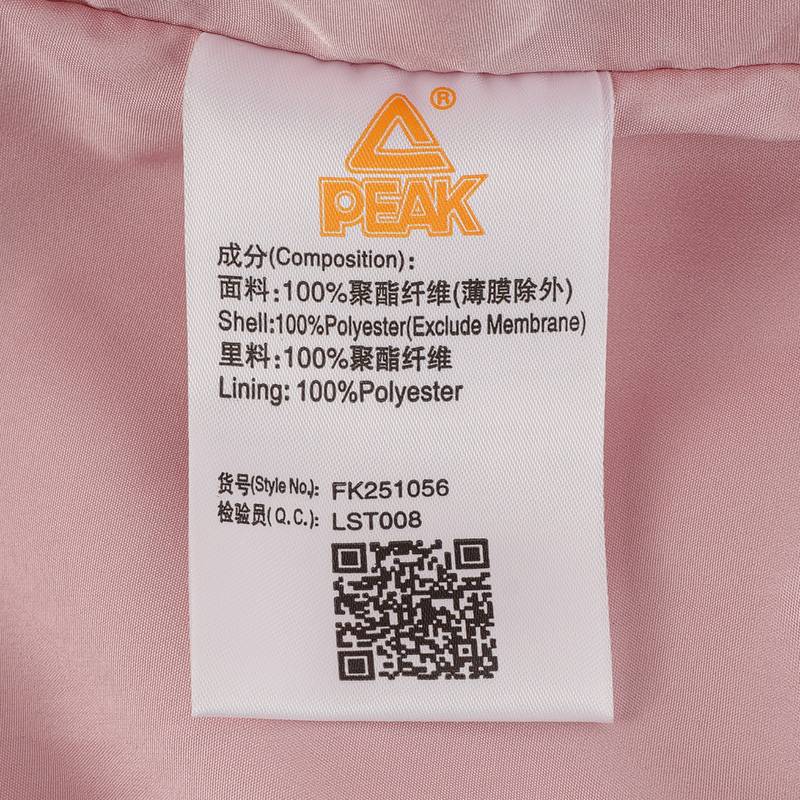 ®
PEAK
成分(Composition):
面料:100%聚酯纤维(薄膜除外)
Shell:100%Polyester(Exclude Membrane)
里料:100%聚酯纤维
Lining: 100%Polyester
货号(Style No.): FK251056
检验员(Q.C.): LST008